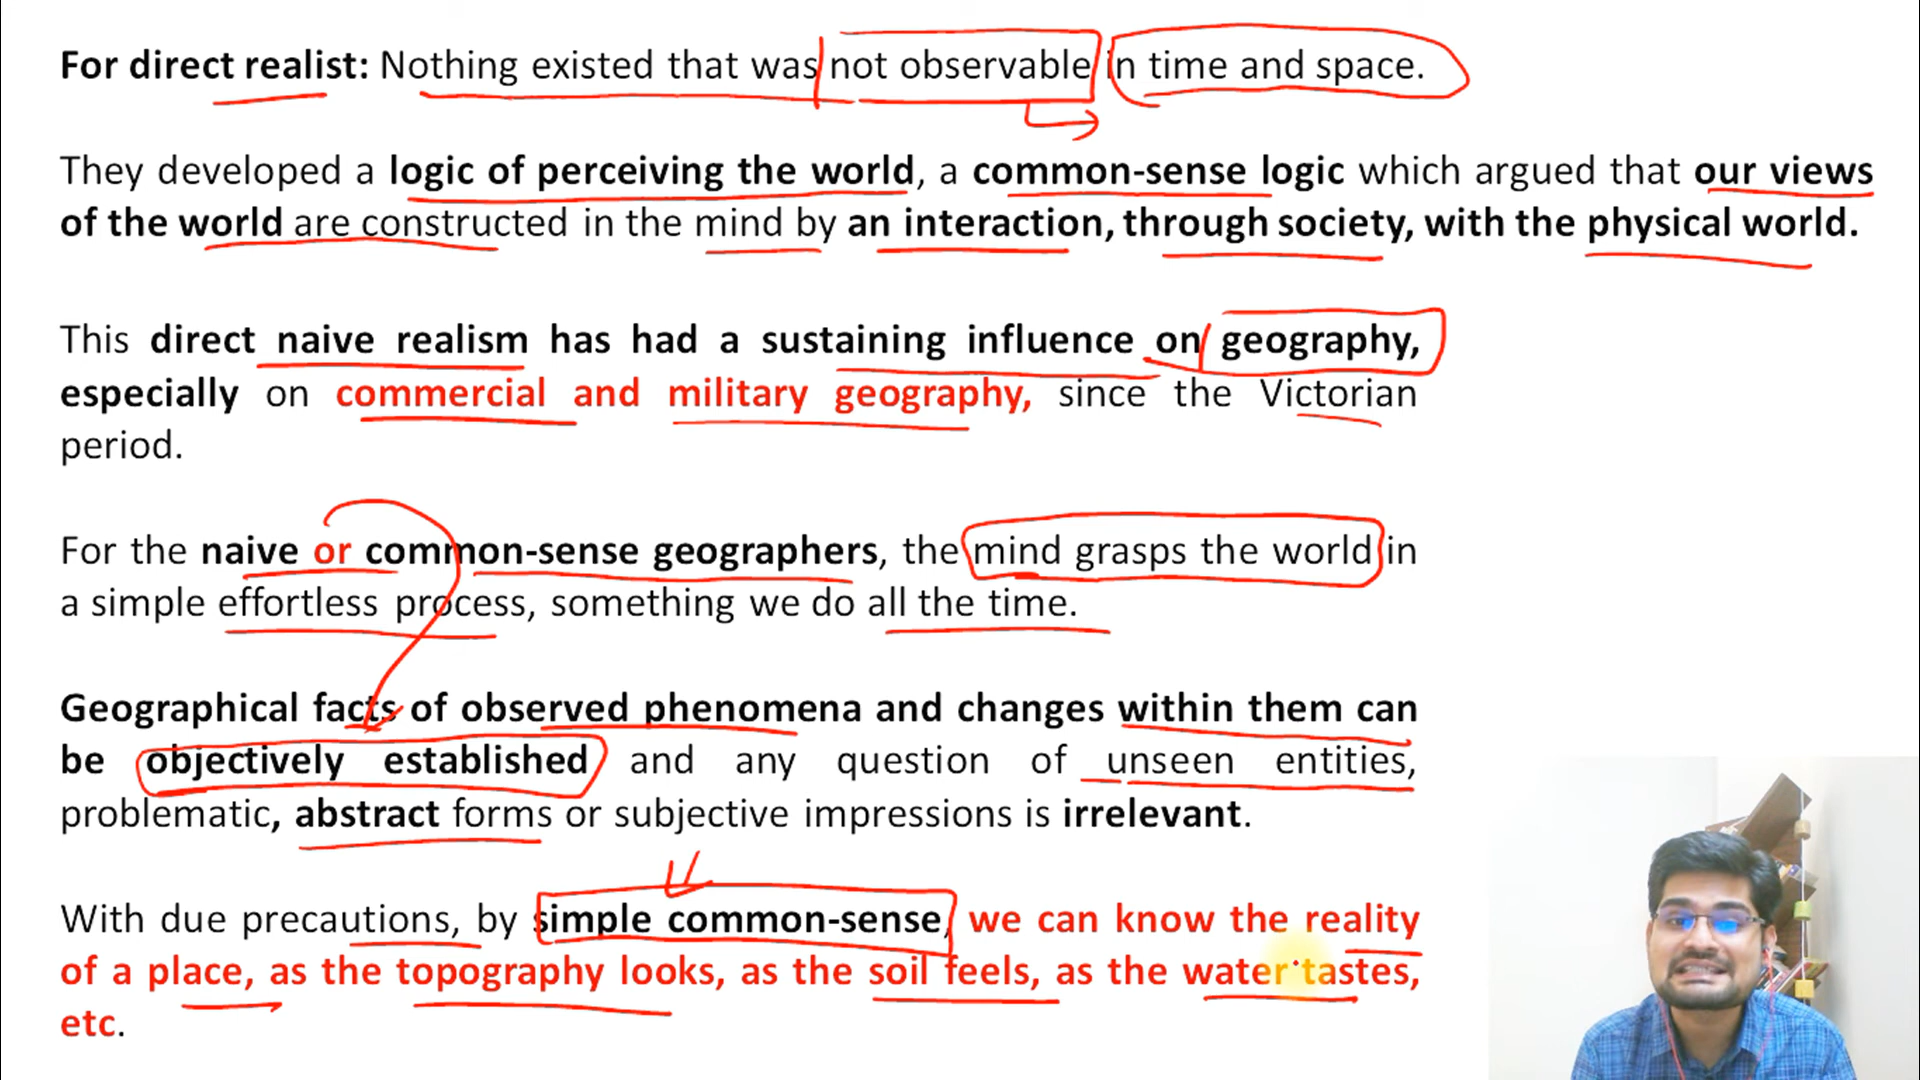 For direct realist: Nothing existed that was not observable in time and space.
They developed a logic of perceiving the world, a common-sense logic which argued that our views
of the world are constructed in the mind by an interaction, through society, with the physical world.
This direct naive realism has had a sustaining influence on geography,
especially on commercial and military geography, since the Victorian
period.
For the naive or common-sense geographers, the mind grasps the world in
a simple effortless process, something we do all the time.
Geographical facts of observed phenomena and changes within them can
be objectively established and any question of unseen entities,
problematic, abstract forms or subjective impressions is irrelevant.
With due precautions, by simple common-sense, we can know the reality
of a place, as the topography looks, as the soil feels, as the water tastes,
etc.